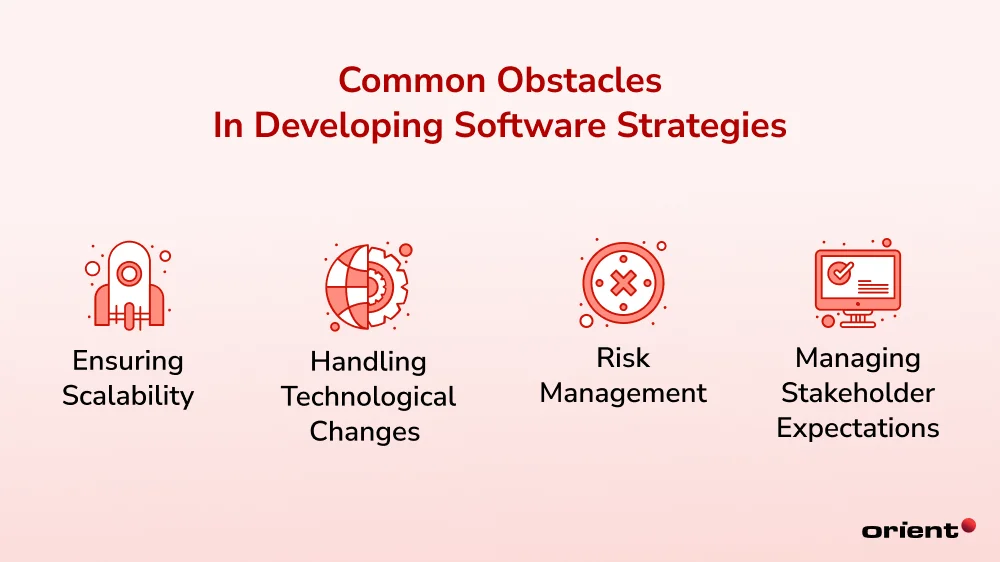 Common Obstacles
In Developing Software Strategies
Ensuring
Scalability
Handling
Technological
Changes
Risk
Management
Managing
Stakeholder
Expectations
orient